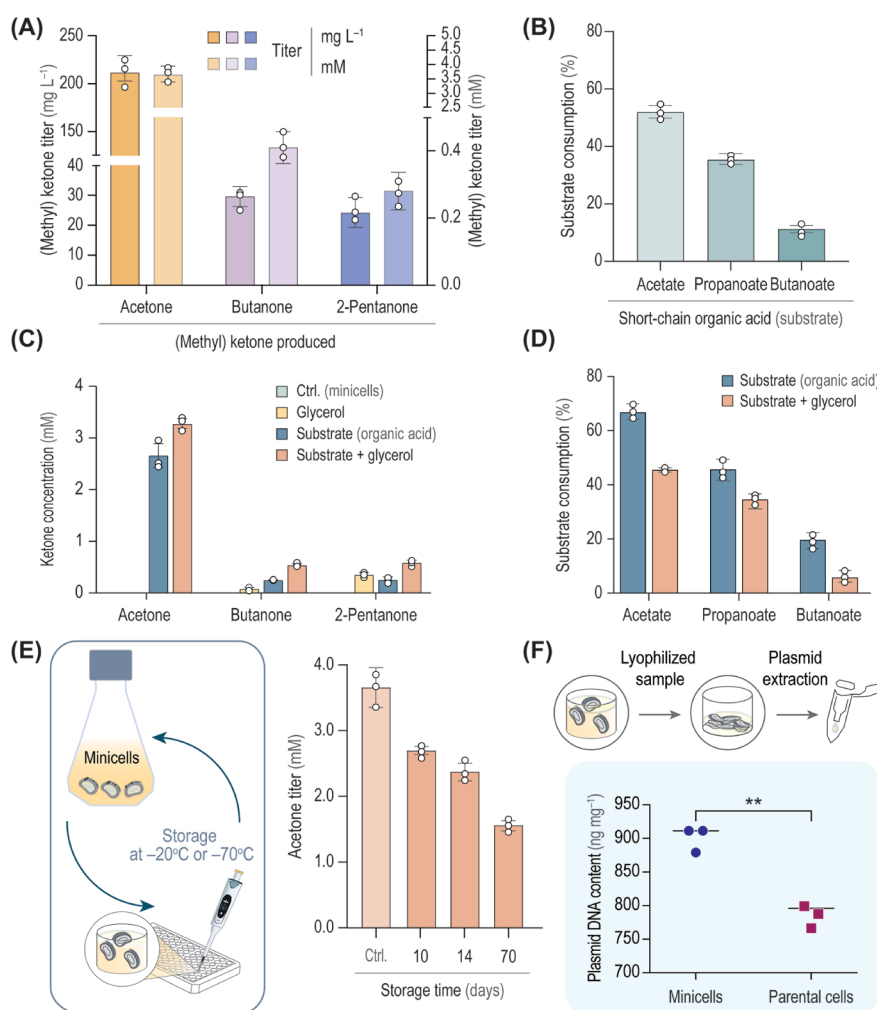 (A)
250
200
150
40
30
20
10
0
(Methyl) ketone titer (mg L⁻¹)
Titer
mg L⁻¹
mM
5.0
4.5
4.0
3.5
3.0
2.5
0.4
0.2
0.0
(Methyl) ketone titer (mM)
Acetone
Butanone
2-Pentanone
(Methyl) ketone produced
(B)
Substrate consumption (%)
80
60
40
20
0
Acetate
Propanoate
Butanoate
Short-chain organic acid (substrate)
(C)
Ketone concentration (mM)
4
3
2
1
0
Ctrl. (minicells)
Glycerol
Substrate (organic acid)
Substrate + glycerol
Acetone
Butanone
2-Pentanone
(D)
Substrate consumption (%)
80
60
40
20
0
Substrate (organic acid)
Substrate + glycerol
Acetate
Propanoate
Butanoate
(E)
Minicells
Storage
at –20ºC or –70ºC
Acetone titer (mM)
4.0
3.0
2.0
1.0
0.0
Ctrl.
10
14
70
Storage time (days)
(F)
Lyophilized
sample
Plasmid
extraction
Plasmid DNA content (ng mg⁻¹)
950
900
850
800
750
700
**
Minicells
Parental cells